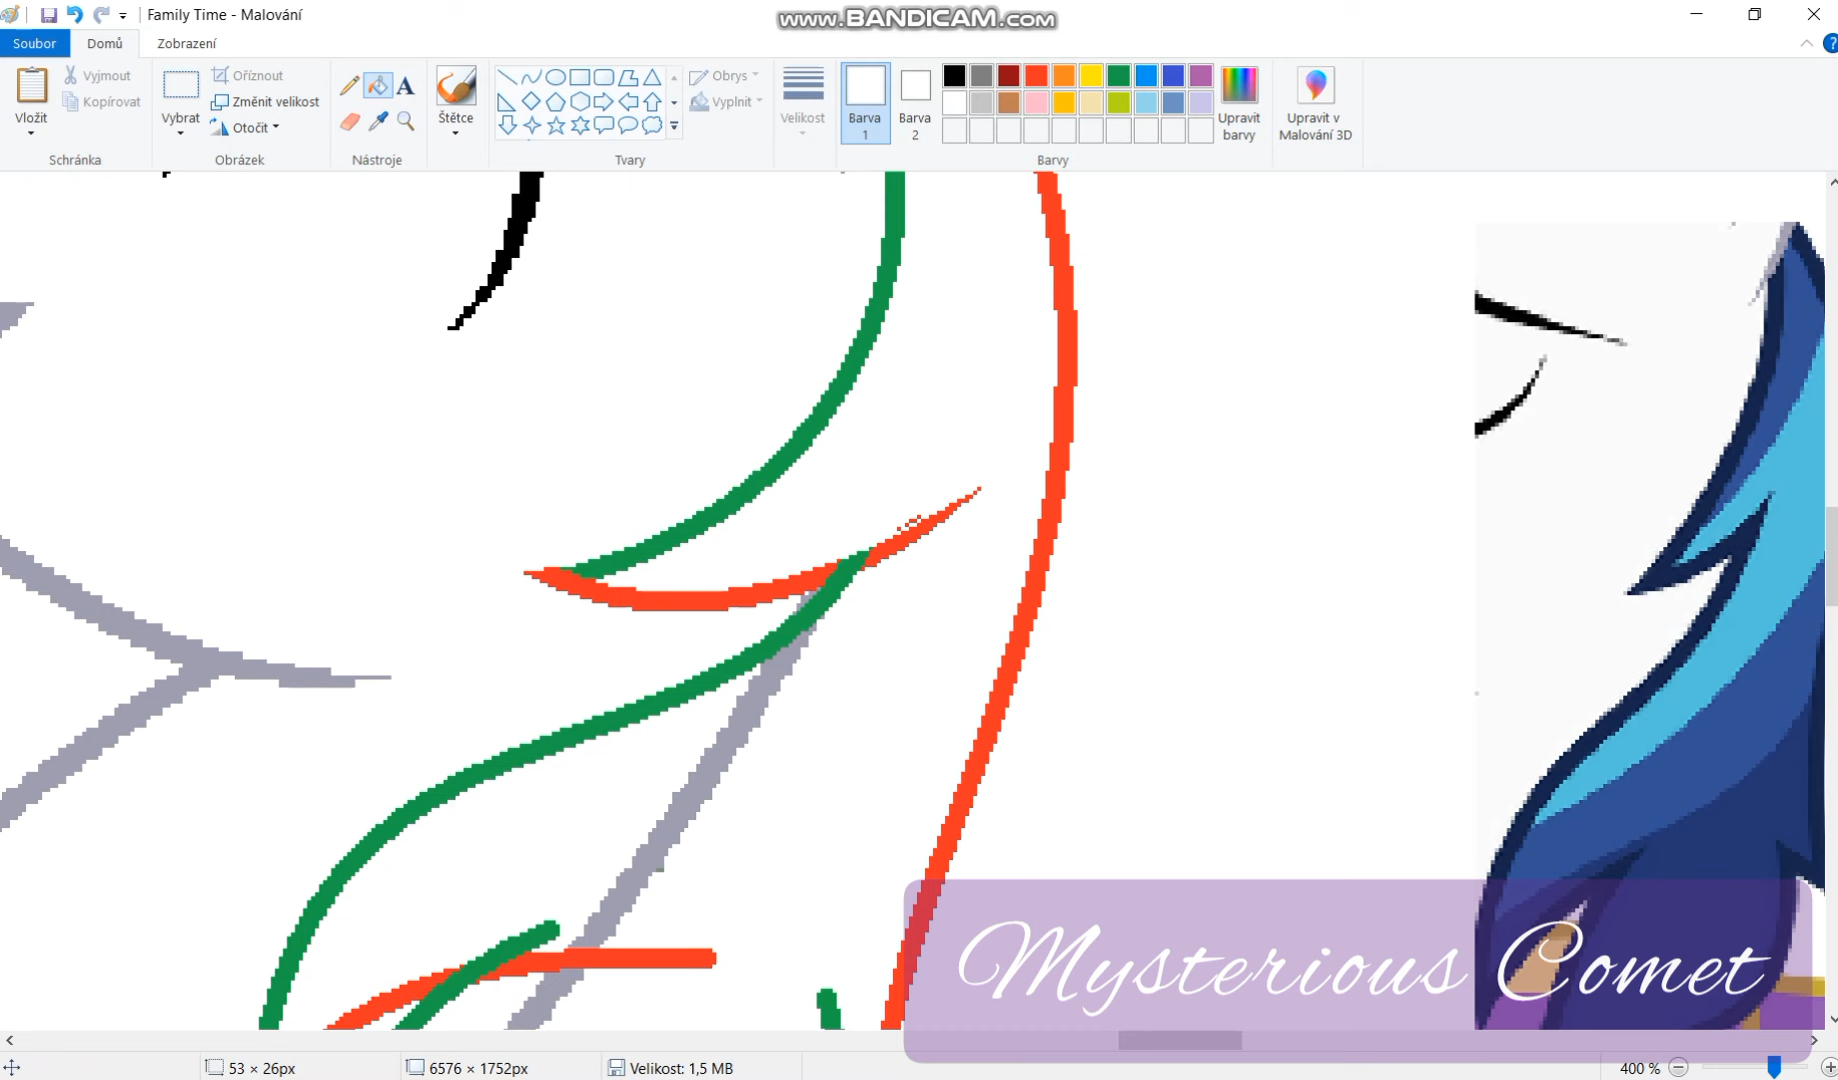 Family Time - Malování
www.BANDICAM.com
Soubor
Domů
Zobrazení
Vložit
Vyjmout
Kopírovat
Schránka
Vybrat
Oříznout
Změnit velikost
Otočit
Obrázek
A
Nástroje
Štětce
Obrys
Vyplnit
Tvary
Velikost
Barva
1
Barva
2
Upravit
barvy
Barvy
Upravit v
Malování 3D
?
Mysterious Comet
53 × 26px
6576 × 1752px
Velikost: 1,5 MB
400 %